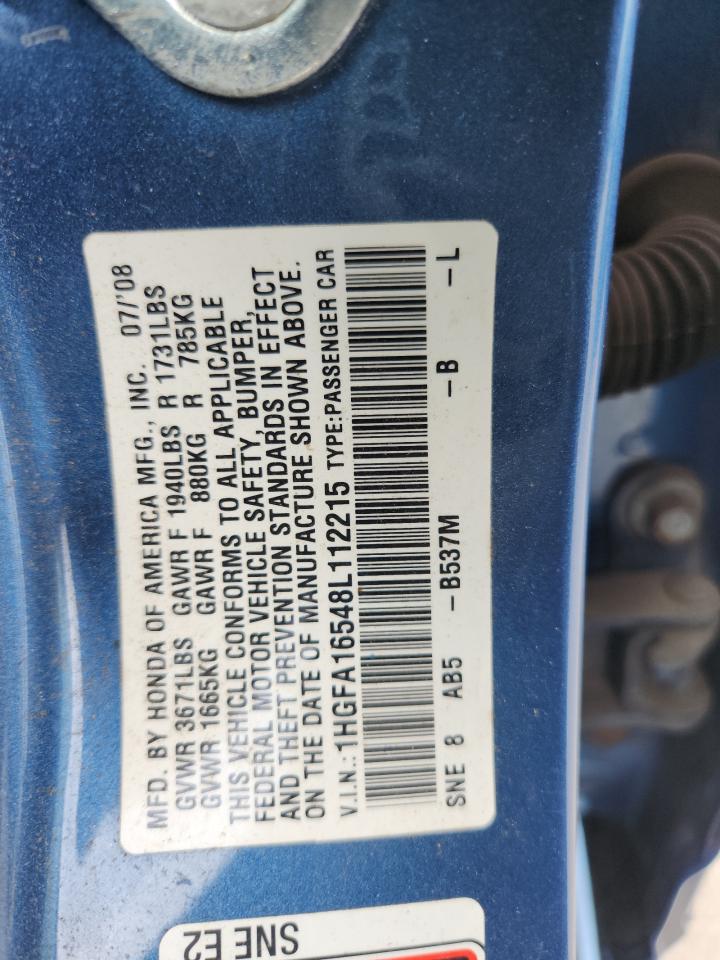 MFD. BY HONDA OF AMERICA MFG., INC. 07/'08
GVWR 3671LBS GAWR F 1940LBS R 1731LBS
GVWR 1665KG GAWR F 880KG R 785KG
THIS VEHICLE CONFORMS TO ALL APPLICABLE
FEDERAL MOTOR VEHICLE SAFETY, BUMPER,
AND THEFT PREVENTION STANDARDS IN EFFECT
ON THE DATE OF MANUFACTURE SHOWN ABOVE.
V.I.N.: 1HGFA16548L112215 TYPE:PASSENGER CAR
SNE 8 AB5 -B537M -B -L
SNE E2